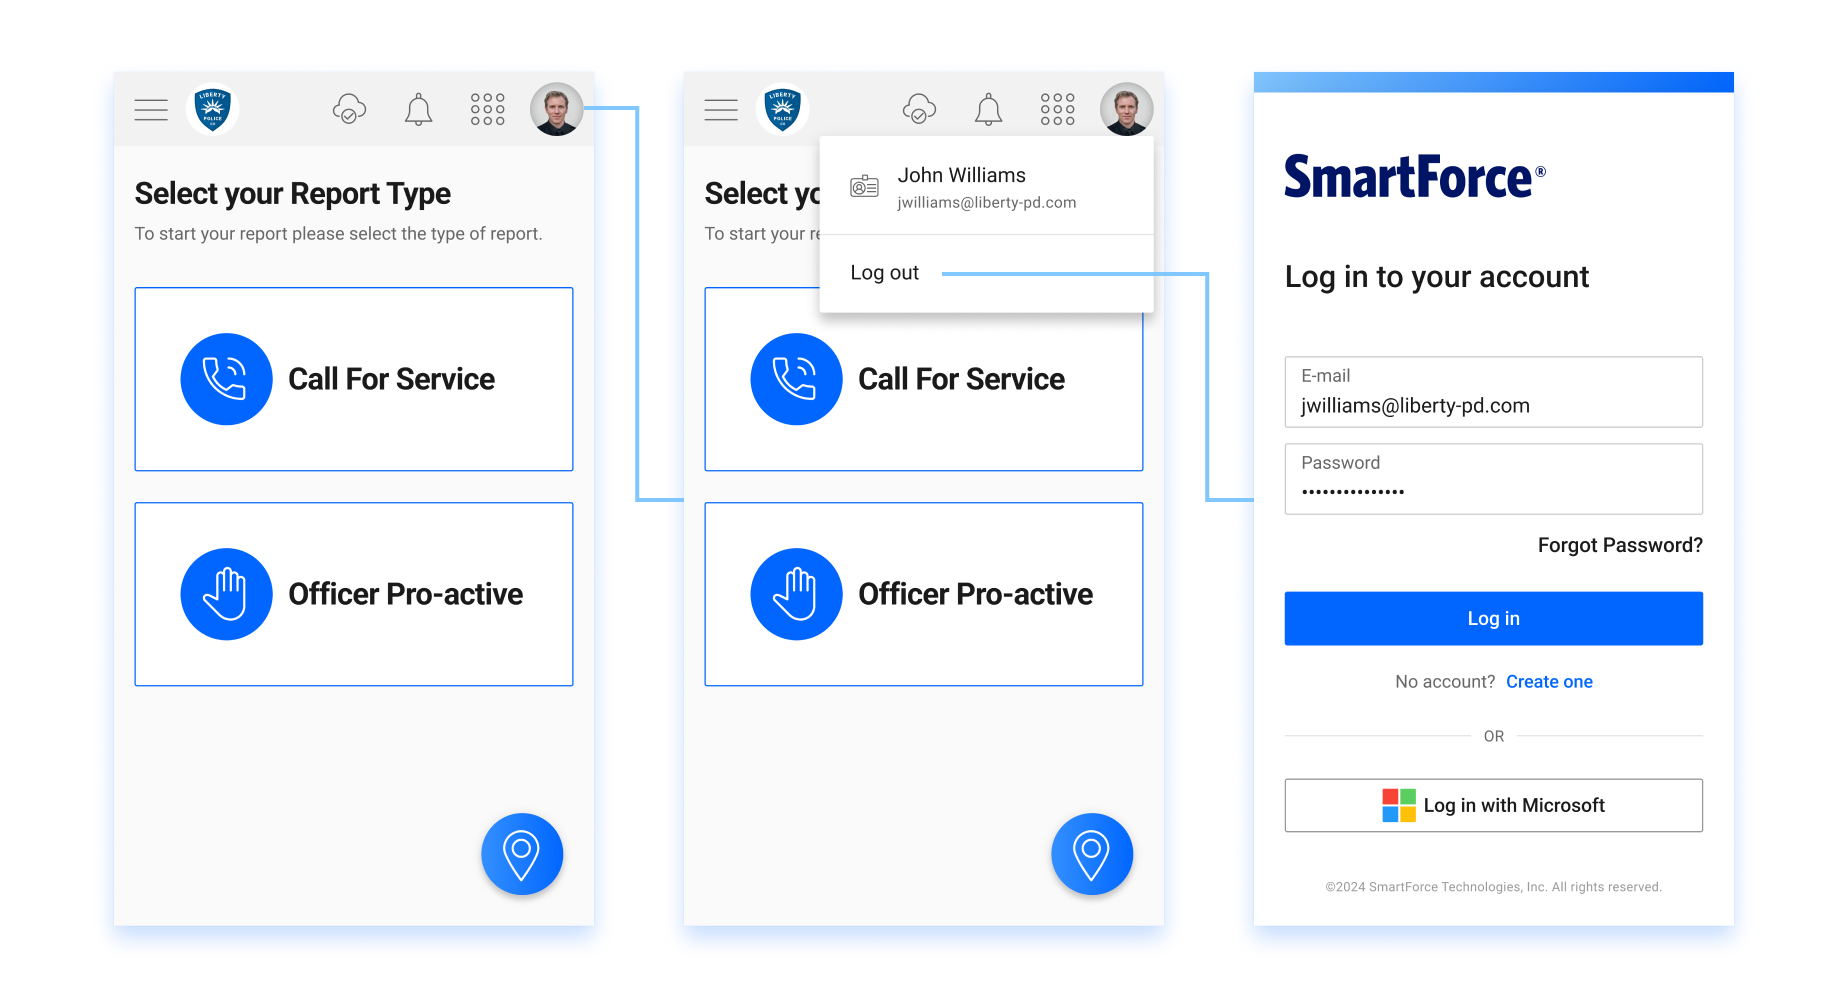 LIBERTY
POLICE
CO
Select your Report Type
To start your report please select the type of report.
Call For Service
Officer Pro-active
LIBERTY
POLICE
CO
Select yo
To start your re
John Williams
jwilliams@liberty-pd.com
Log out
Call For Service
Officer Pro-active
SmartForce®
Log in to your account
E-mail
jwilliams@liberty-pd.com
Password
•••••••••••••••
Forgot Password?
Log in
No account? Create one
OR
Log in with Microsoft
©2024 SmartForce Technologies, Inc. All rights reserved.